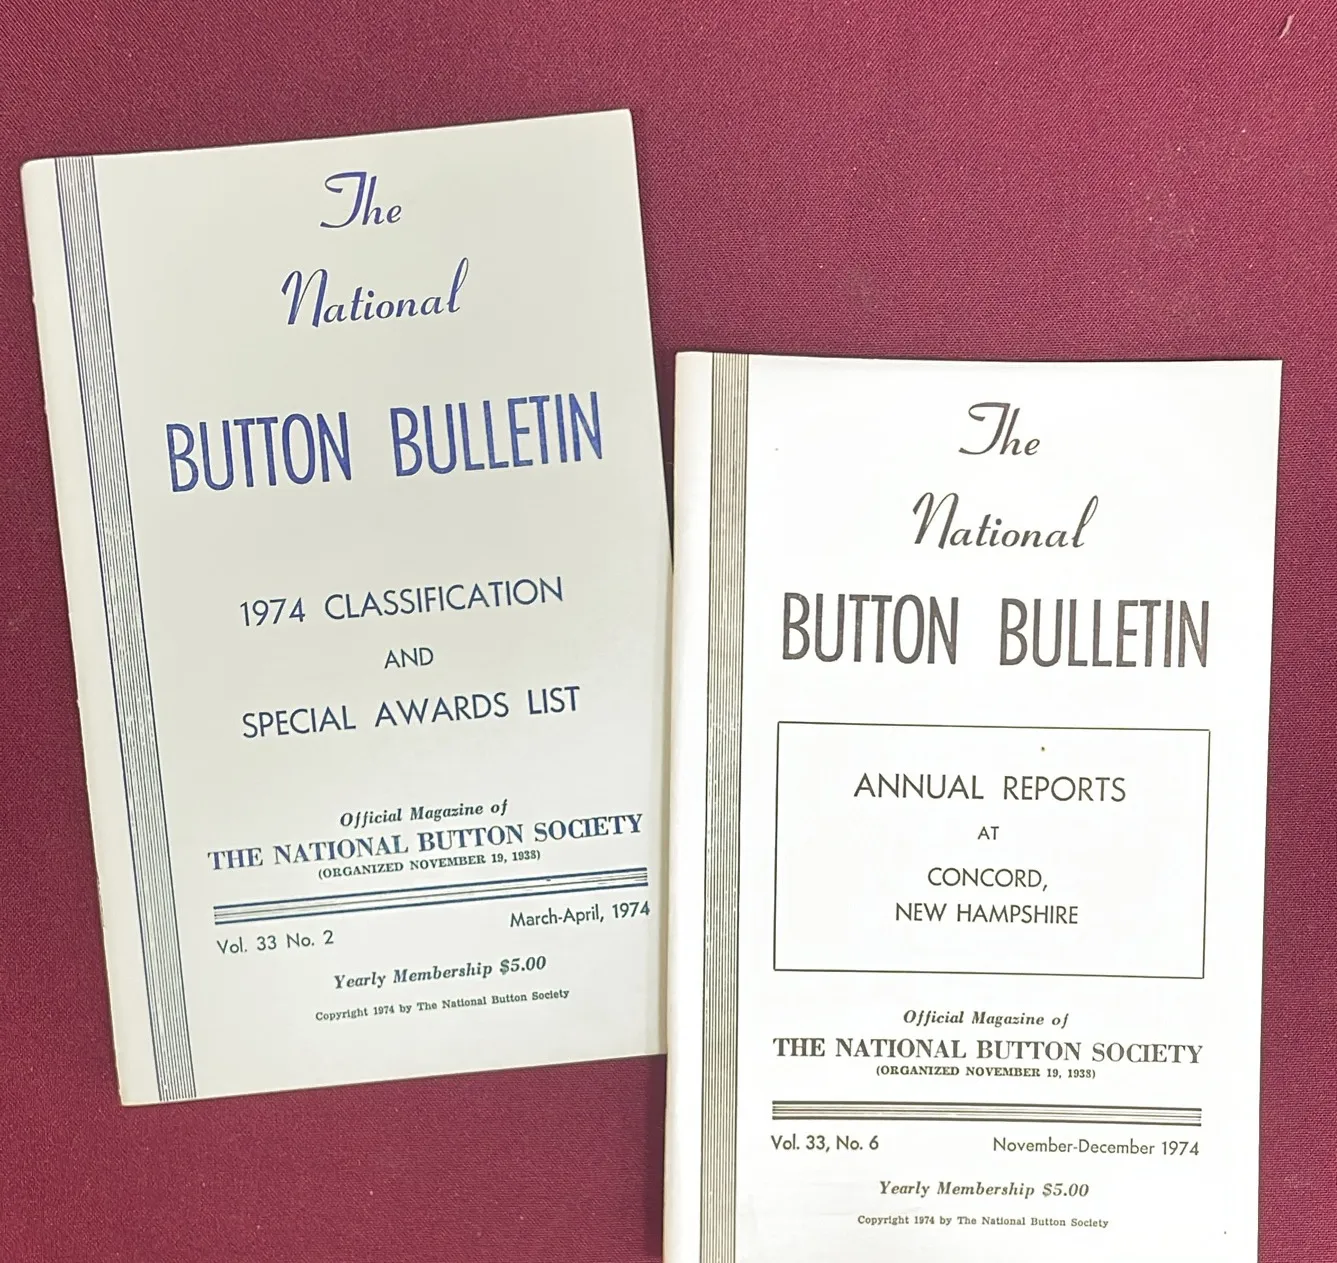 The
National
BUTTON BULLETIN
1974 CLASSIFICATION
AND
SPECIAL AWARDS LIST
Official Magazine of
THE NATIONAL BUTTON SOCIETY
(ORGANIZED NOVEMBER 19, 1938)
Vol. 33 No. 2 March-April, 1974
Yearly Membership $5.00
Copyright 1974 by The National Button Society
The
National
BUTTON BULLETIN
ANNUAL REPORTS
AT
CONCORD,
NEW HAMPSHIRE
Official Magazine of
THE NATIONAL BUTTON SOCIETY
(ORGANIZED NOVEMBER 19, 1938)
Vol. 33, No. 6 November-December 1974
Yearly Membership $5.00
Copyright 1974 by The National Button Society